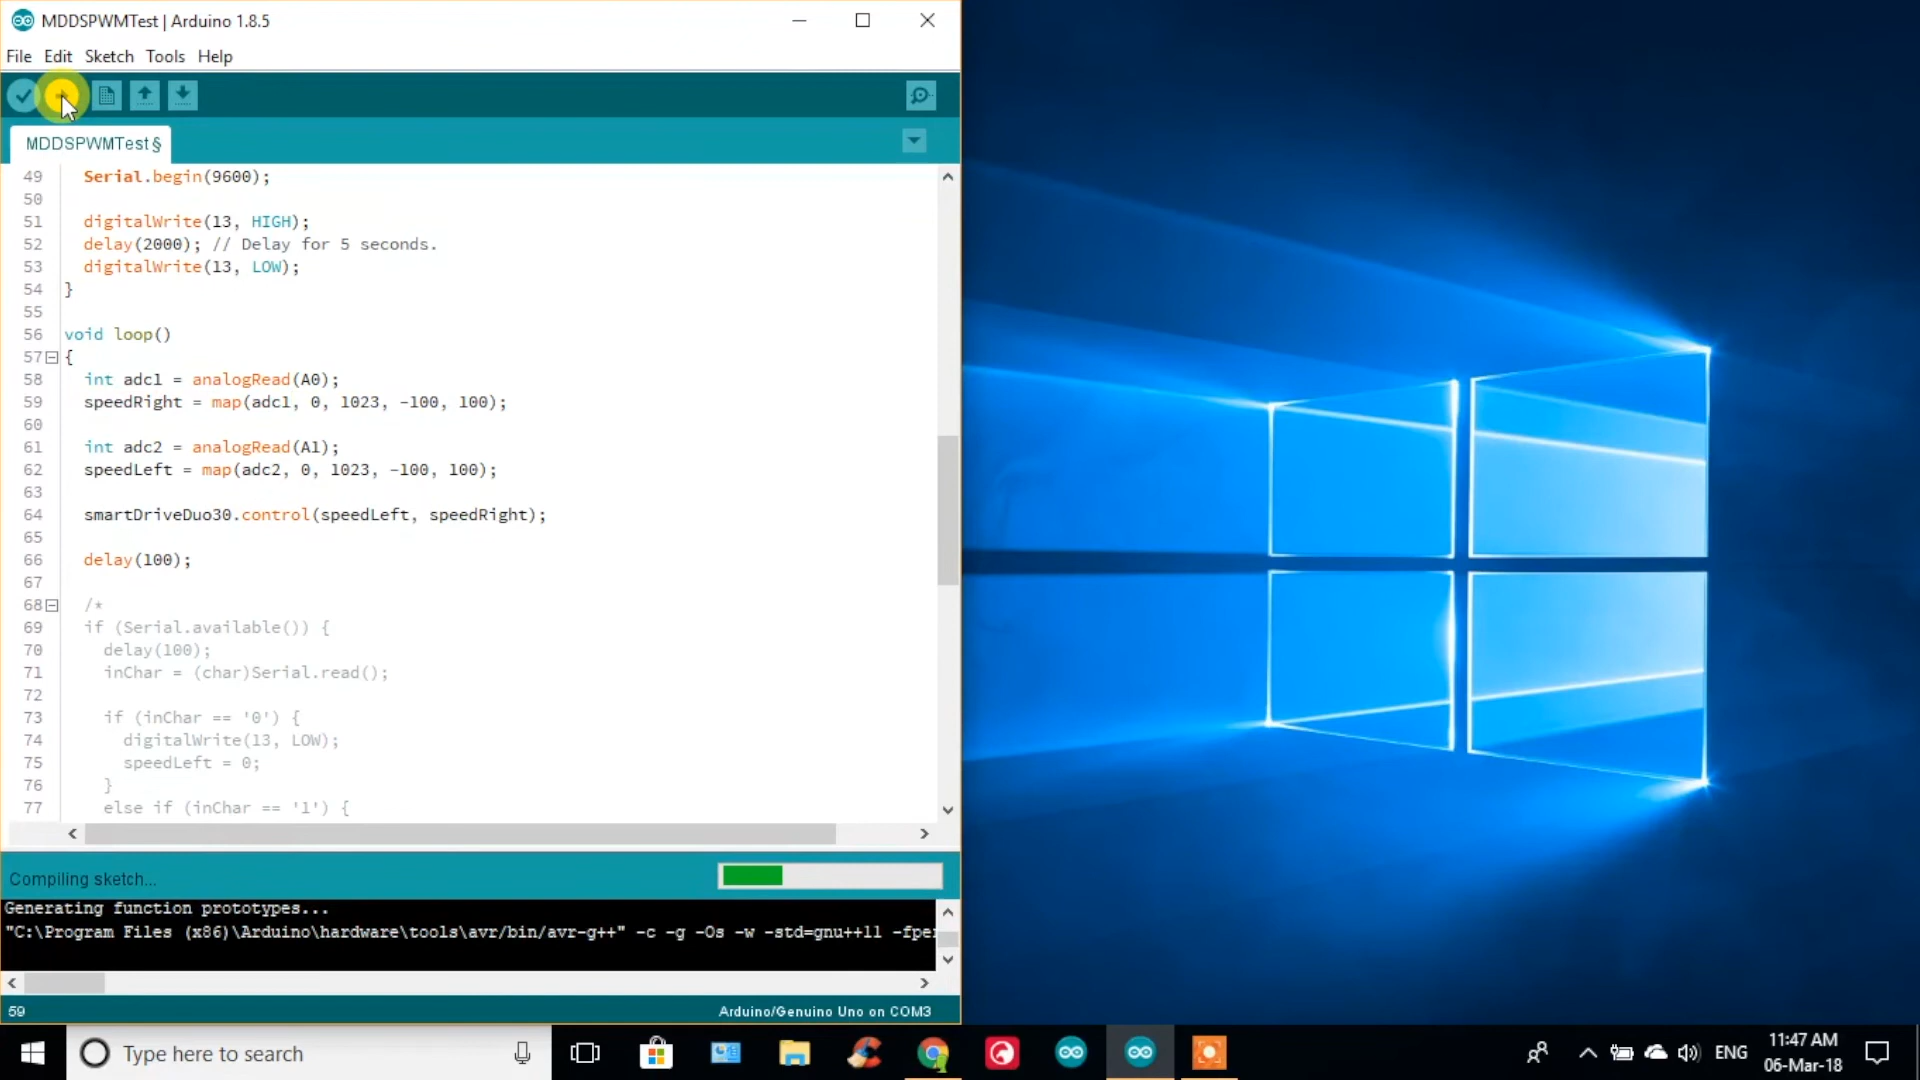 MDDSPWMTest | Arduino 1.8.5
File Edit Sketch Tools Help
MDDSPWMTest§
49 Serial.begin(9600);
50
51 digitalWrite(13, HIGH);
52 delay(2000); // Delay for 5 seconds.
53 digitalWrite(13, LOW);
54 }
55
56 void loop()
57 {
58 int adc1 = analogRead(A0);
59 speedRight = map(adc1, 0, 1023, -100, 100);
60
61 int adc2 = analogRead(A1);
62 speedLeft = map(adc2, 0, 1023, -100, 100);
63
64 smartDriveDuo30.control(speedLeft, speedRight);
65
66 delay(100);
67
68 /*
69 if (Serial.available()) {
70 delay(100);
71 inChar = (char)Serial.read();
72
73 if (inChar == '0') {
74 digitalWrite(13, LOW);
75 speedLeft = 0;
76 }
77 else if (inChar == '1') {
Compiling sketch...
Generating function prototypes...
"C:\Program Files (x86)\Arduino\hardware\tools\avr/bin/avr-g++" -c -g -Os -w -std=gnu++11 -fpe
59 Arduino/Genuino Uno on COM3
Type here to search
ENG
11:47 AM
06-Mar-18